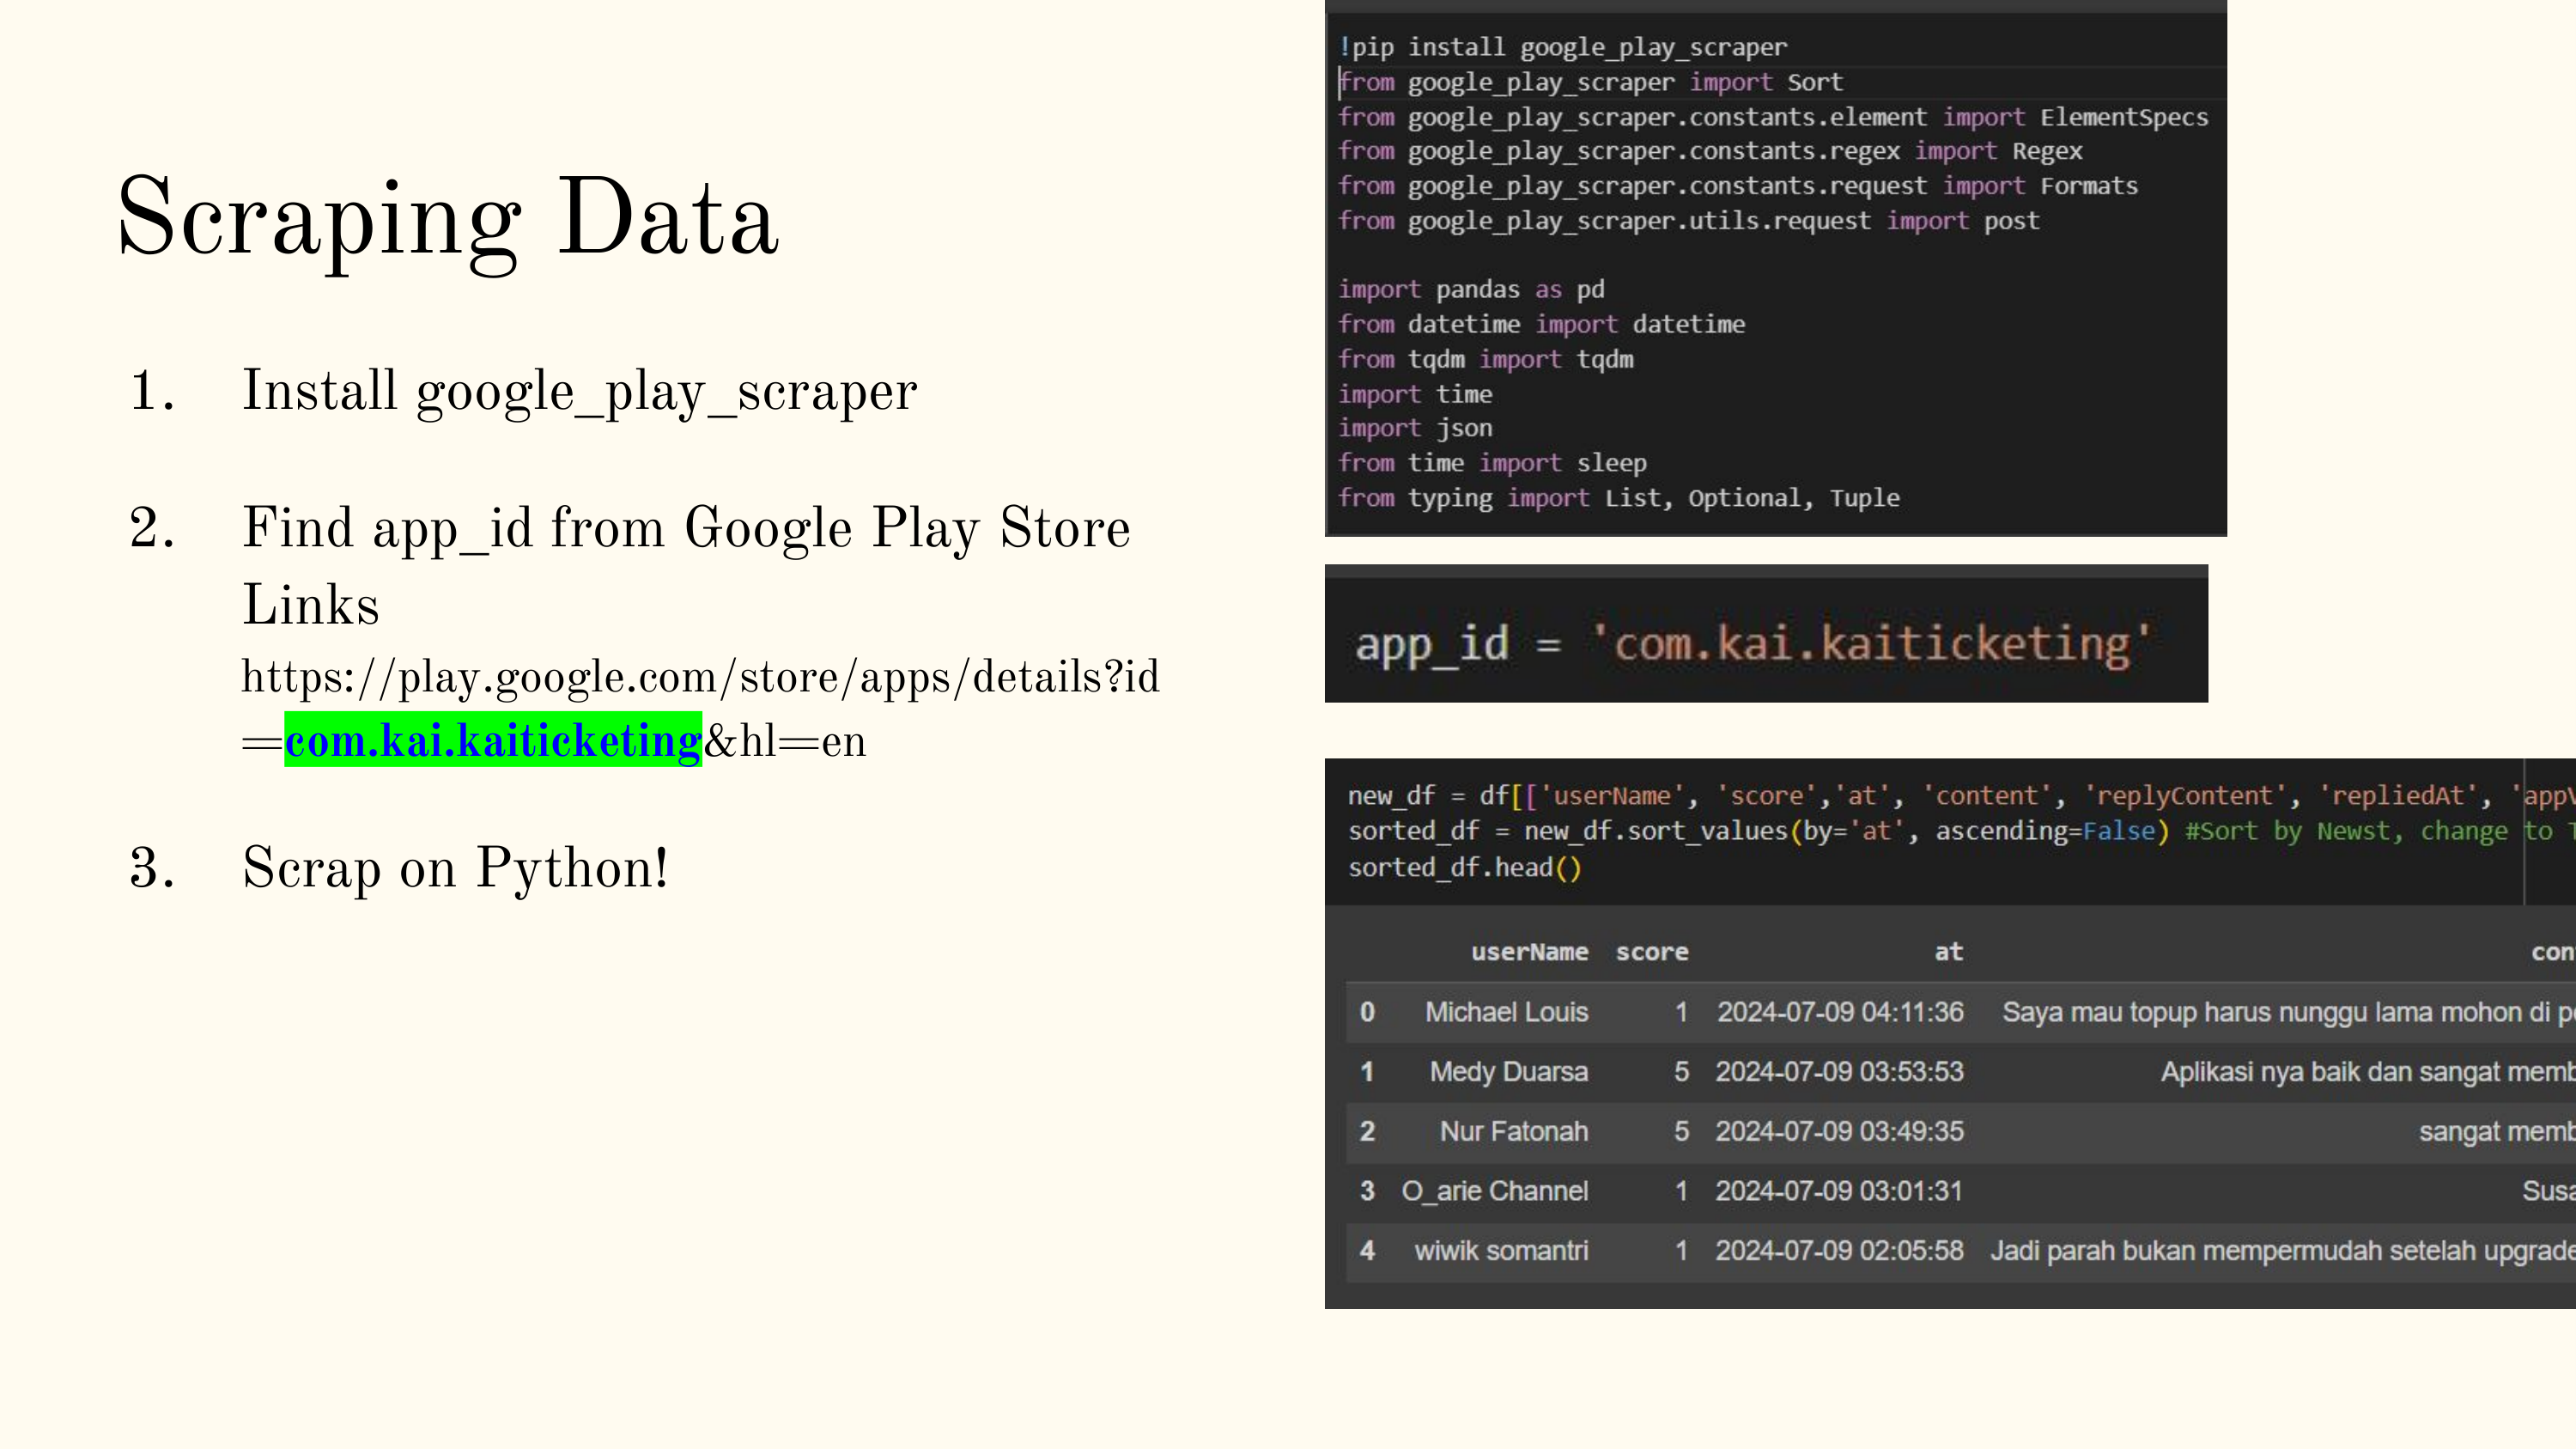 Scraping Data
1. Install google_play_scraper
2. Find app_id from Google Play Store
Links
https://play.google.com/store/apps/details?id
=com.kai.kaiticketing&hl=en
3. Scrap on Python!
!pip install google_play_scraper
from google_play_scraper import Sort
from google_play_scraper.constants.element import ElementSpecs
from google_play_scraper.constants.regex import Regex
from google_play_scraper.constants.request import Formats
from google_play_scraper.utils.request import post
import pandas as pd
from datetime import datetime
from tqdm import tqdm
import time
import json
from time import sleep
from typing import List, Optional, Tuple
app_id = 'com.kai.kaiticketing'
new_df = df[['userName', 'score','at', 'content', 'replyContent', 'repliedAt', 'app
sorted_df = new_df.sort_values(by='at', ascending=False) #Sort by Newst, change to
sorted_df.head()
userName score at con
0 Michael Louis 1 2024-07-09 04:11:36 Saya mau topup harus nunggu lama mohon di
1 Medy Duarsa 5 2024-07-09 03:53:53 Aplikasi nya baik dan sangat memb
2 Nur Fatonah 5 2024-07-09 03:49:35 sangat memb
3 O_arie Channel 1 2024-07-09 03:01:31 Susa
4 wiwik somantri 1 2024-07-09 02:05:58 Jadi parah bukan mempermudah setelah upgrade